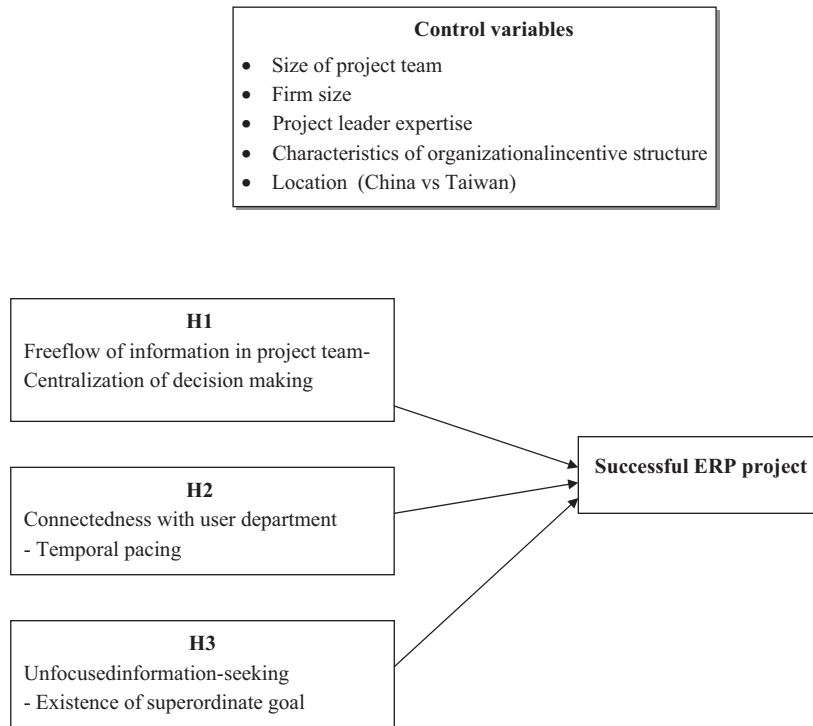 Control variables
• Size of project team
• Firm size
• Project leader expertise
• Characteristics of organizationalincentive structure
• Location (China vs Taiwan)
H1
Freeflow of information in project team-
Centralization of decision making
Successful ERP project
H2
Connectedness with user department
- Temporal pacing
H3
Unfocusedinformation-seeking
- Existence of superordinate goal